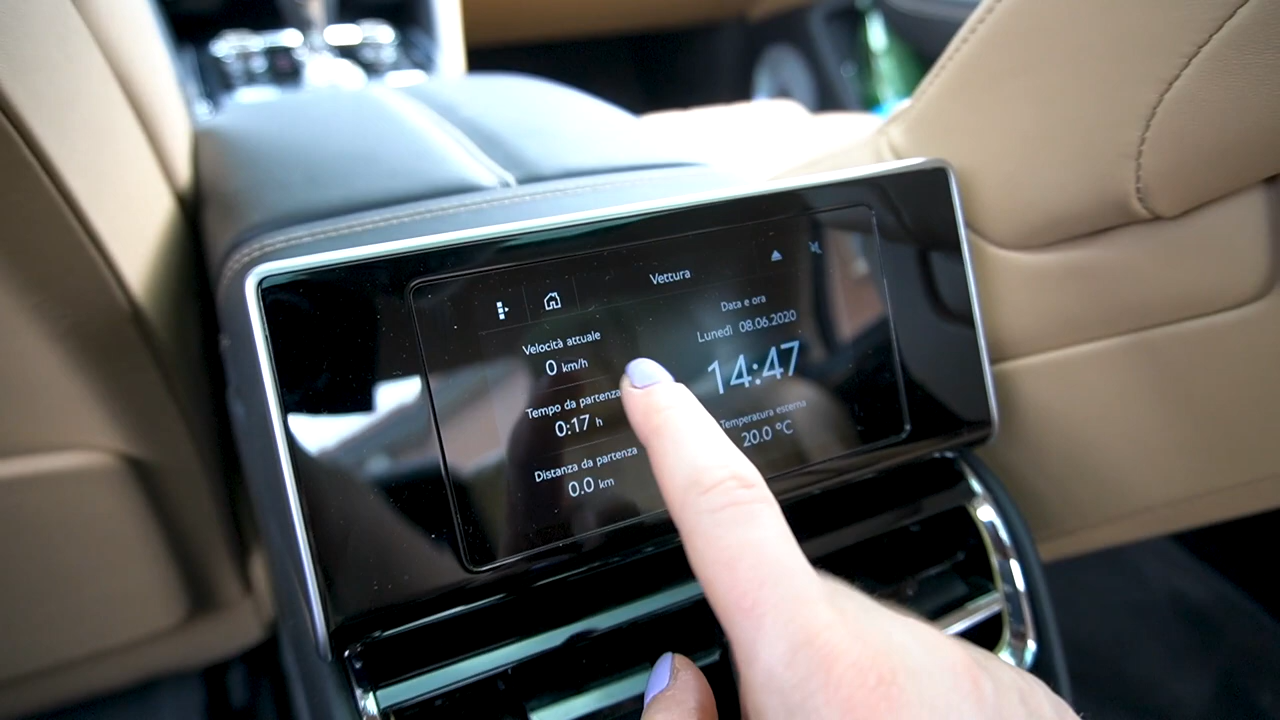 Vettura
Velocità attuale
0 km/h
Tempo da partenza
0:17 h
Distanza da partenza
0.0 km
Data e ora
Lunedì 08.06.2020
14:47
Temperatura esterna
20.0 °C